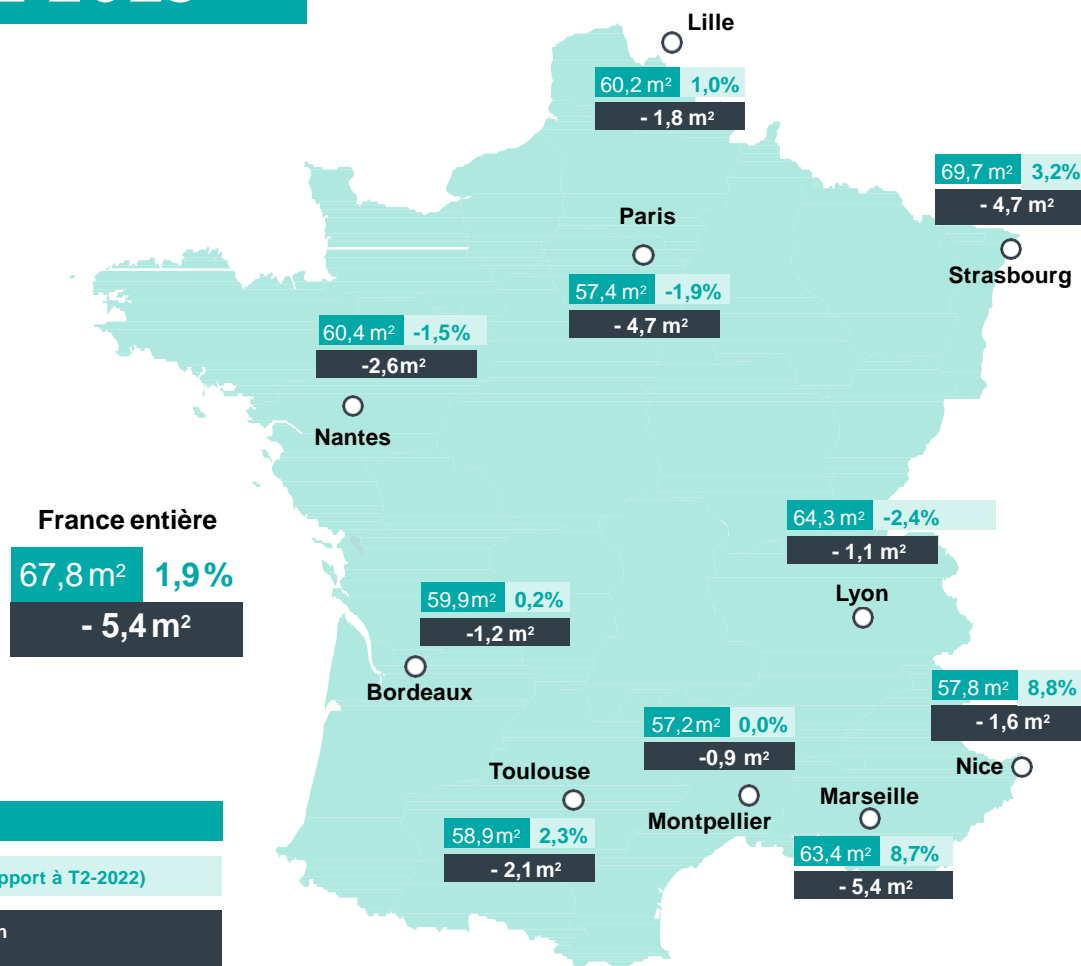 2023
Lille
60,2 m² 1,0%
- 1,8 m²
69,7 m² 3,2%
- 4,7 m²
Strasbourg
Paris
57,4 m² -1,9%
- 4,7 m²
60,4 m² -1,5%
-2,6m²
Nantes
France entière
67,8 m² 1,9%
- 5,4 m²
64,3 m² -2,4%
- 1,1 m²
Lyon
59,9m² 0,2%
-1,2 m²
Bordeaux
57,8 m² 8,8%
- 1,6 m²
Nice
57,2m² 0,0%
-0,9 m²
Montpellier
Toulouse
58,9m² 2,3%
- 2,1m²
Marseille
63,4 m² 8,7%
- 5,4 m²
pport à T2-2022)